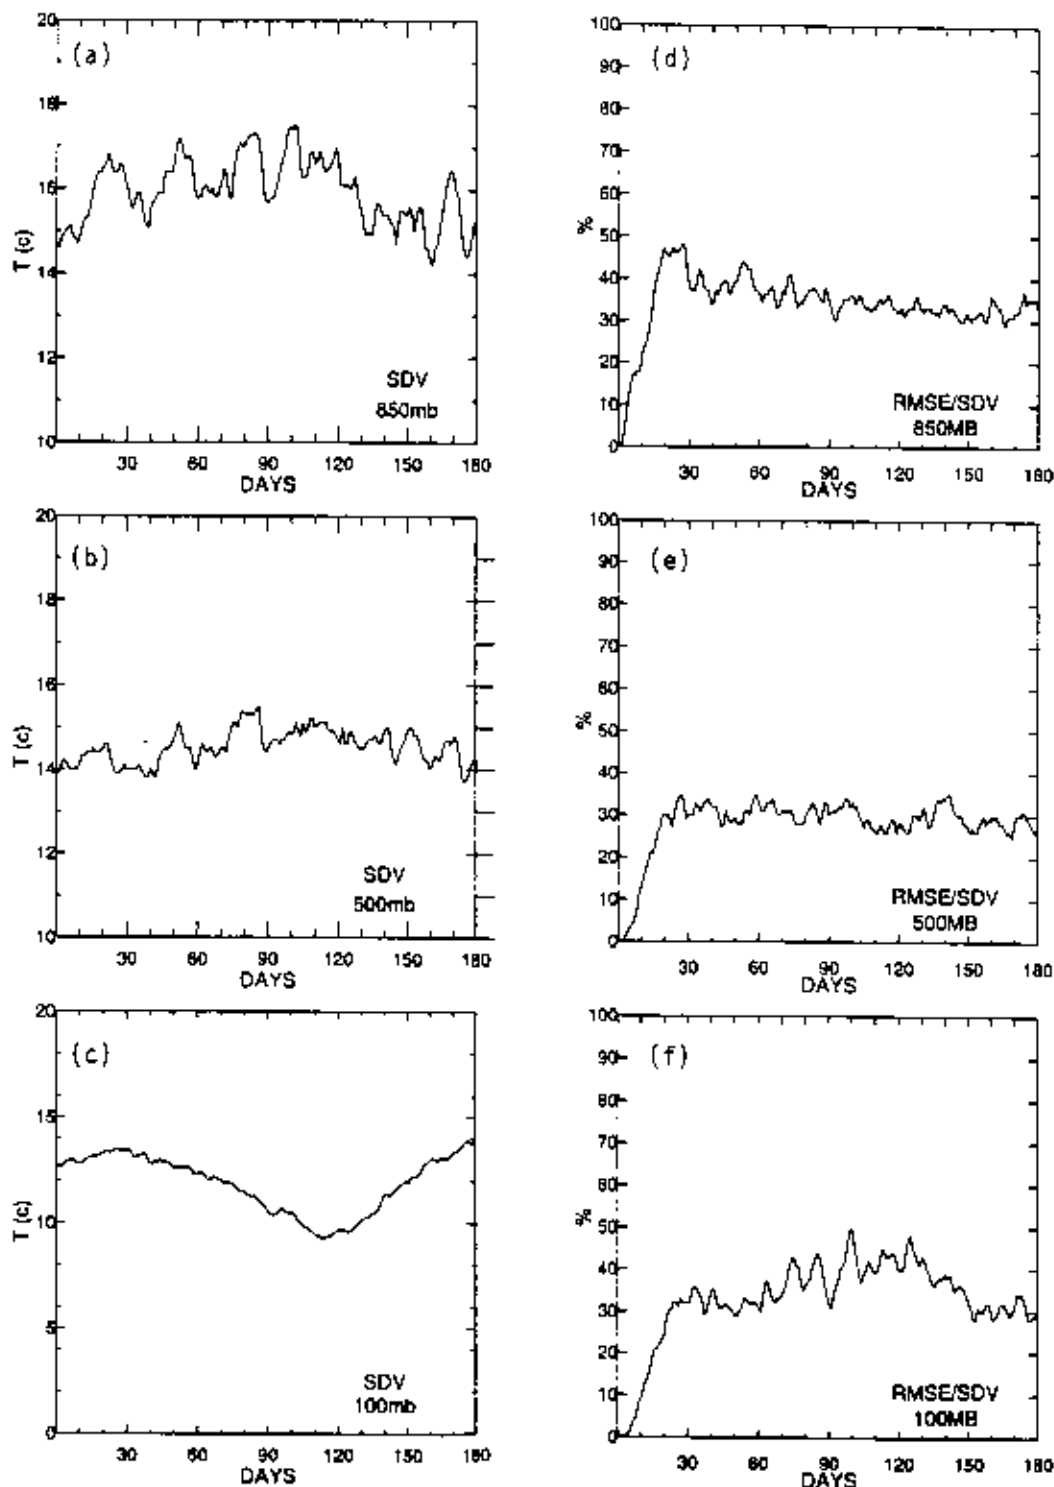 20
(a)
18
16
T (c)
14
12
SDV
850mb
10
30 60 90 120 150 180
DAYS
100
(d)
90
80
70
60
%
50
40
30
20
10
RMSE/SDV
850MB
0
30 60 90 120 150 180
DAYS
20
(b)
18
16
T (c)
14
12
SDV
500mb
10
30 60 90 120 150 180
DAYS
100
(e)
90
80
70
60
%
50
40
30
20
10
RMSE/SDV
500MB
0
30 60 90 120 150 180
DAYS
20
(c)
15
T (c)
10
5
SDV
100mb
0
30 60 90 120 150 180
DAYS
100
(f)
90
80
70
60
%
50
40
30
20
10
RMSE/SDV
100MB
0
30 60 90 120 150 180
DAYS